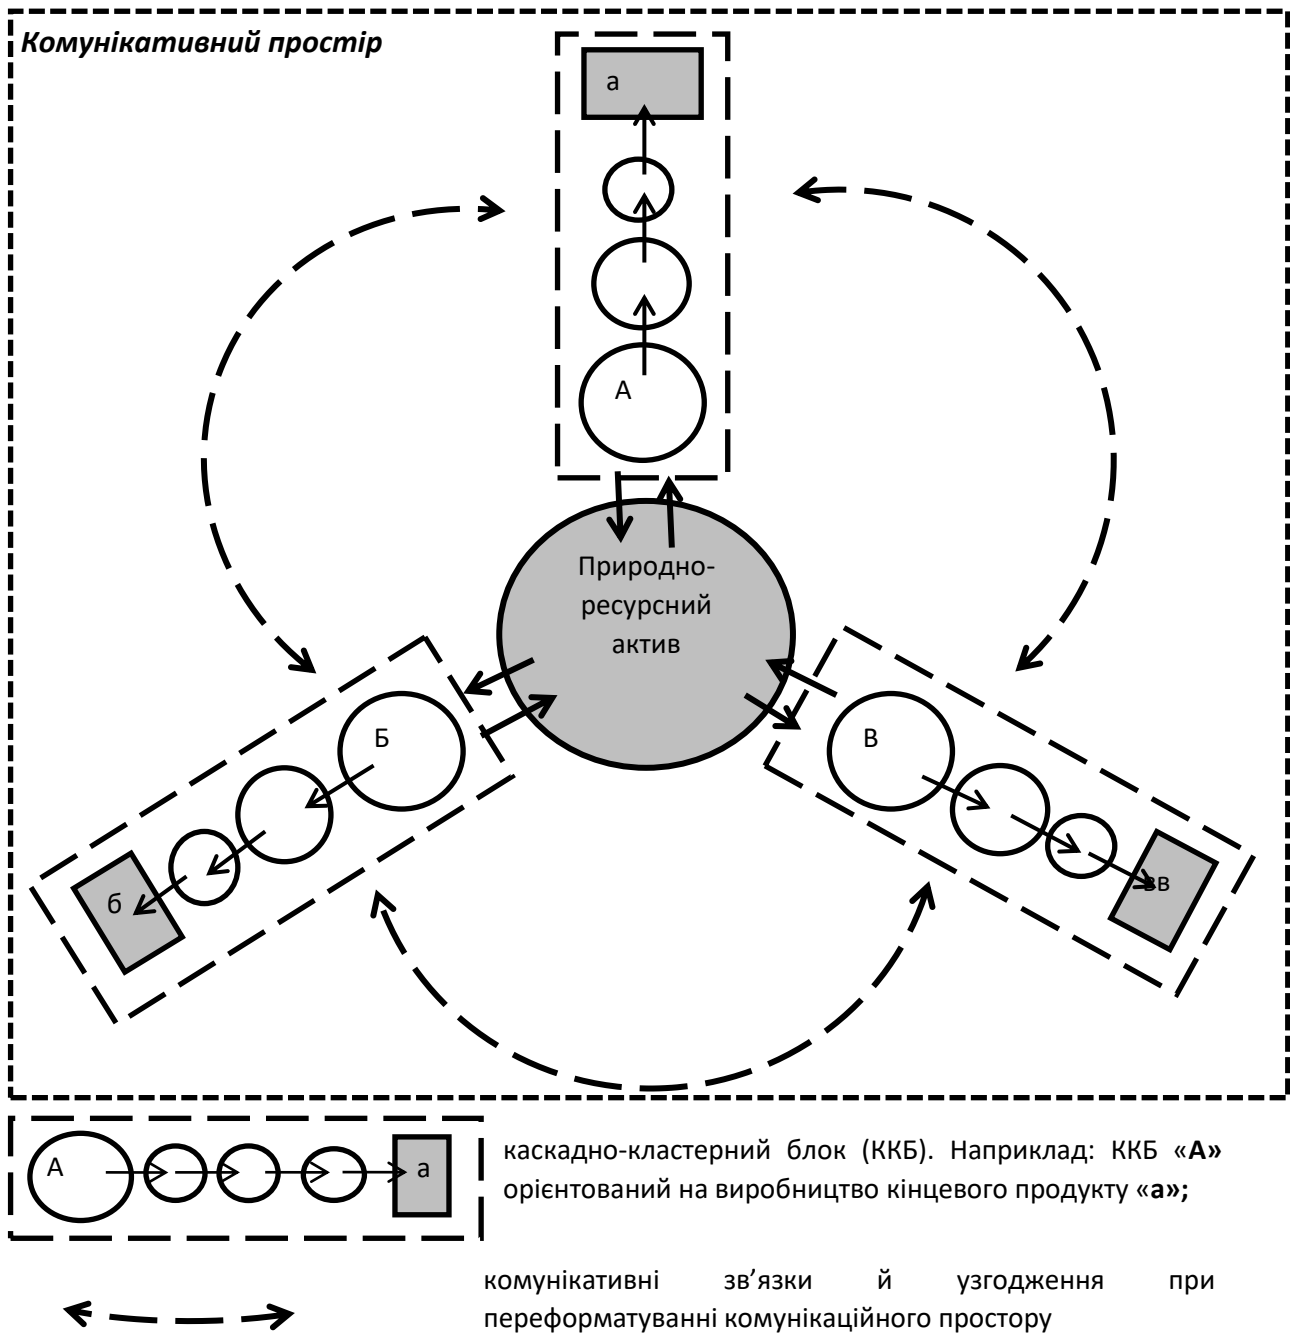 Комунікативний простір
а
А
Природно-
ресурсний
актив
Б
В
б
вв
А
а
каскадно-кластерний блок (ККБ). Наприклад: ККБ «А»
орієнтований на виробництво кінцевого продукту «а»;
комунікативні зв’язки й узгодження при
переформатуванні комунікаційного простору